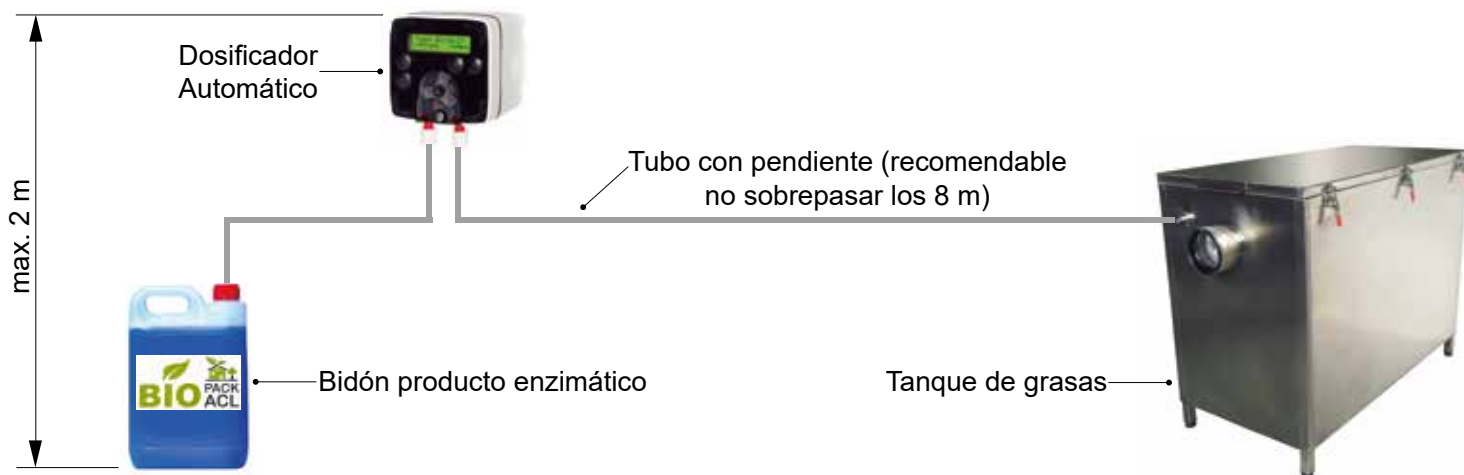 Dosificador
Automático
max. 2 m
Tubo con pendiente (recomendable
no sobrepasar los 8 m)
BIO PACK
ACL
Bidón producto enzimático
Tanque de grasas